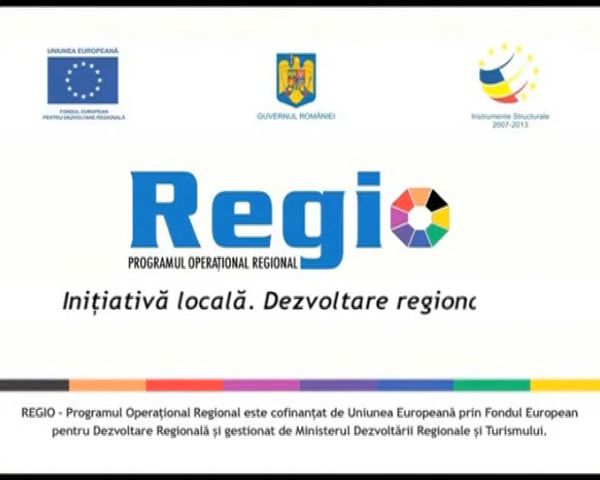 UNIUNEA EUROPEANĂ
FONDUL EUROPEAN
PENTRU DEZVOLTARE REGIONALĂ
GUVERNUL ROMÂNIEI
Instrumente Structurale
2007-2013
Regio
PROGRAMUL OPERAȚIONAL REGIONAL
Inițiativă locală. Dezvoltare regiona
REGIO - Programul Operațional Regional este cofinanțat de Uniunea Europeană prin Fondul European
pentru Dezvoltare Regională și gestionat de Ministerul Dezvoltării Regionale și Turismului.